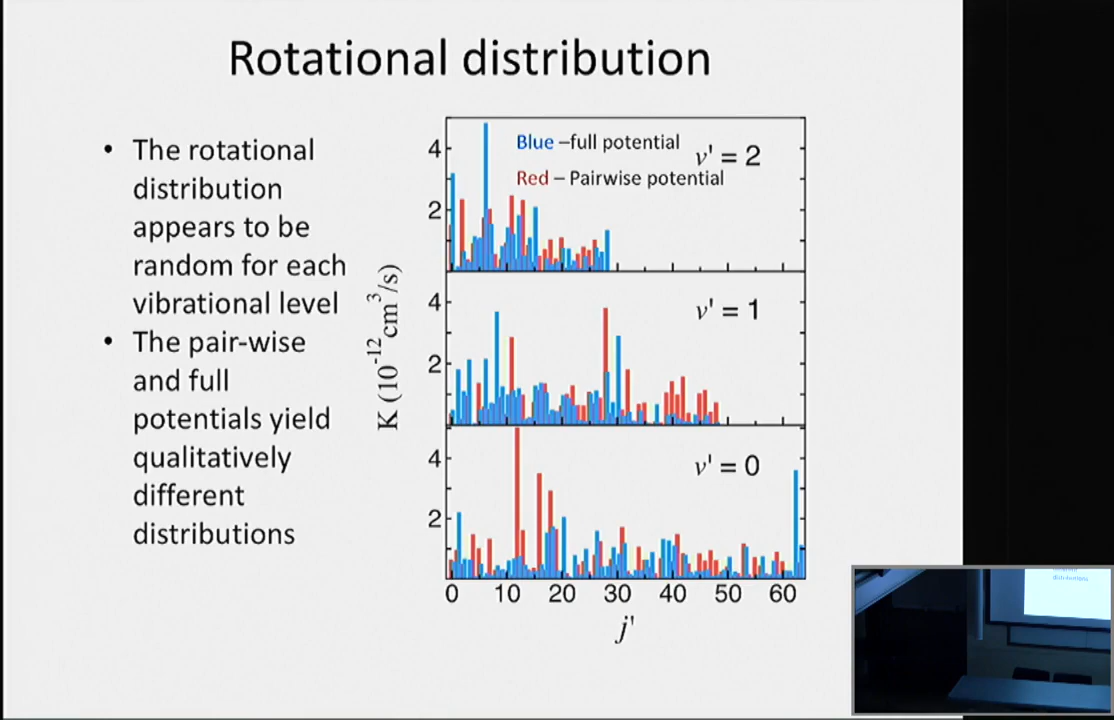 Rotational distribution
• The rotational
distribution
appears to be
random for each
vibrational level
• The pair-wise
and full
potentials yield
qualitatively
different
distributions
Blue –full potential
Red – Pairwise potential
v' = 2
4
2
v' = 1
4
2
v' = 0
4
2
K (10⁻¹²cm³/s)
0 10 20 30 40 50 60
j'
distributions